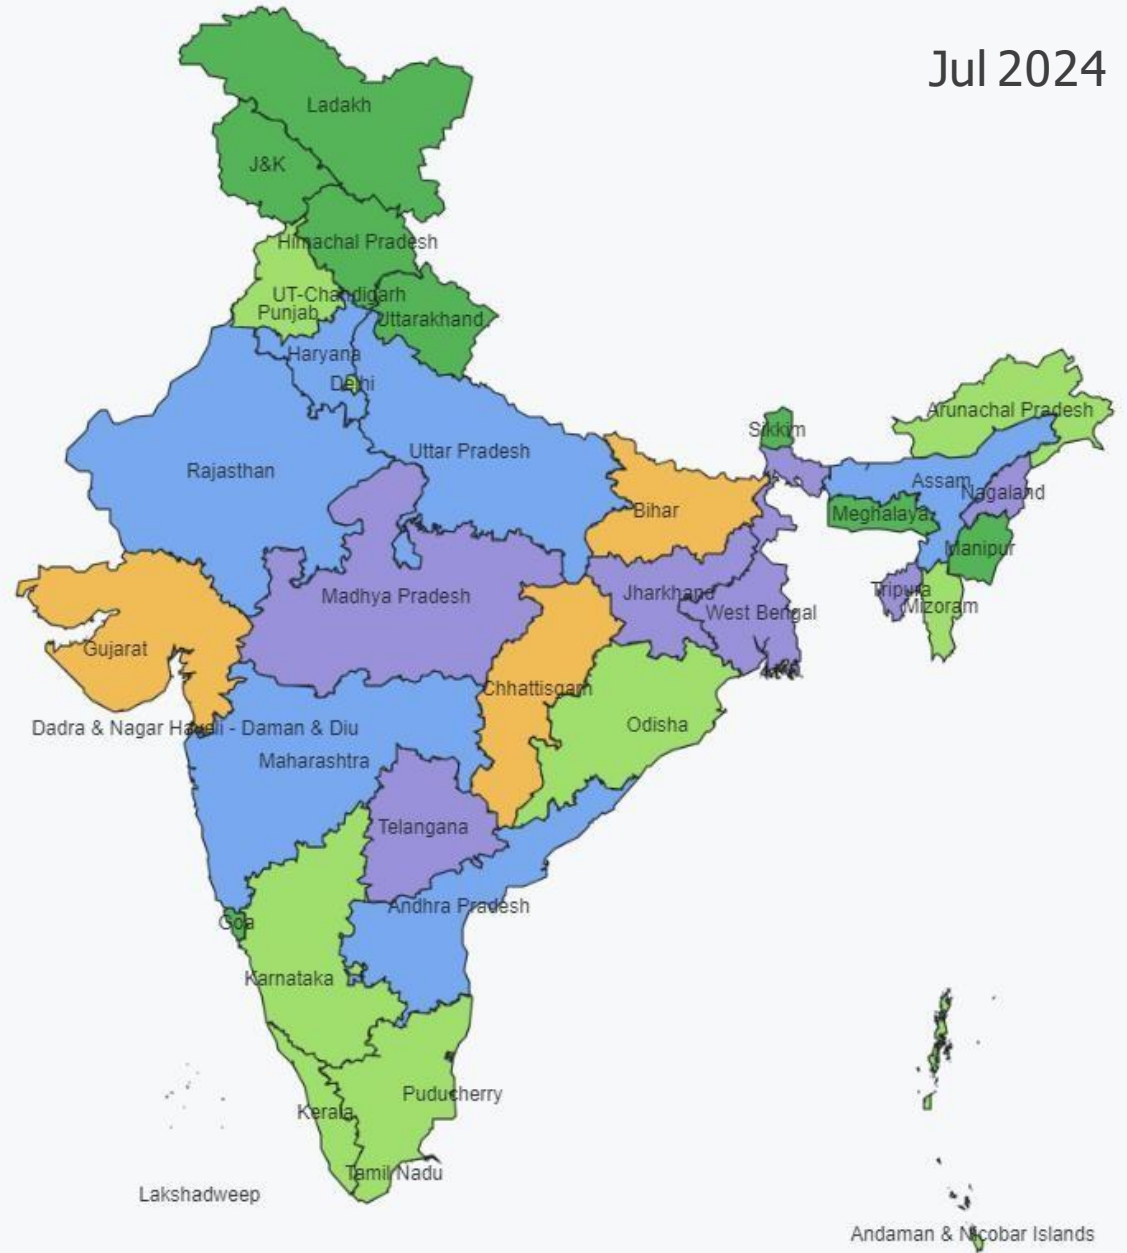 Jul 2024
Ladakh
J&K
Himachal Pradesh
UT-Chandigarh
Punjab
Uttarakhand
Haryana
Delhi
Arunachal Pradesh
Sikkim
Uttar Pradesh
Rajasthan
Assam
Nagaland
Bihar
Meghalaya
Manipur
Tripura
Jharkhand
Madhya Pradesh
Mizoram
West Bengal
Gujarat
Chhattisgarh
Odisha
Dadra & Nagar Haveli - Daman & Diu
Maharashtra
Telangana
Andhra Pradesh
Goa
Karnataka
Puducherry
Kerala
Tamil Nadu
Lakshadweep
Andaman & Nicobar Islands